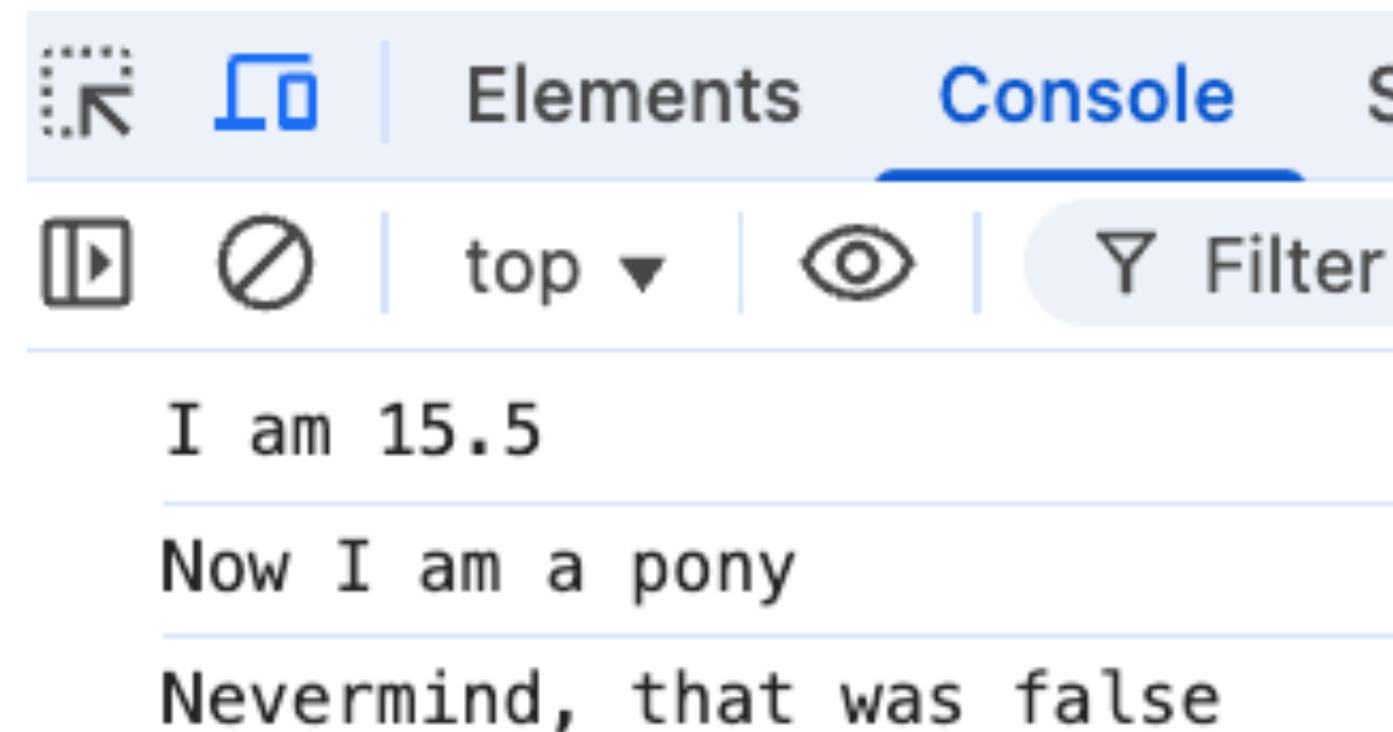 Elements Console
top Filter
I am 15.5
Now I am a pony
Nevermind, that was false